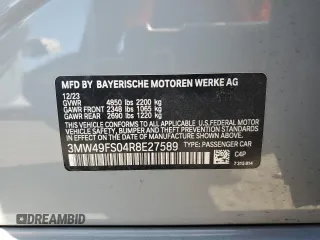 MFD BY BAYERISCHE MOTOREN WERKE AG
12/23
GVWR 4850 lbs 2200 kg
GAWR FRONT 2348 lbs 1065 kg
GAWR REAR 2690 lbs 1220 kg
THIS VEHICLE CONFORMS TO ALL APPLICABLE
U.S. FEDERAL MOTOR VEHICLE SAFETY,
BUMPER, AND THEFT PREVENTION STANDARDS
IN EFFECT ON THE DATE OF
MANUFACTURE SHOWN ABOVE.
3MW49FS04R8E27589 TYPE: PASSENGER CAR
C4P
DREAMBID